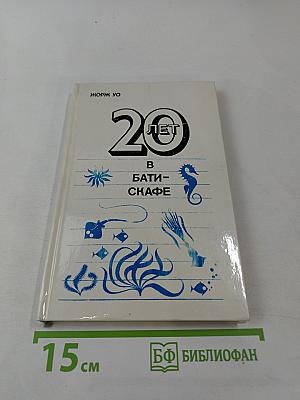 ЖОРЖ УО
20
ЛЕТ
В
БАТИ-
СКАФЕ
15 см
БФ БИБЛИОФАН